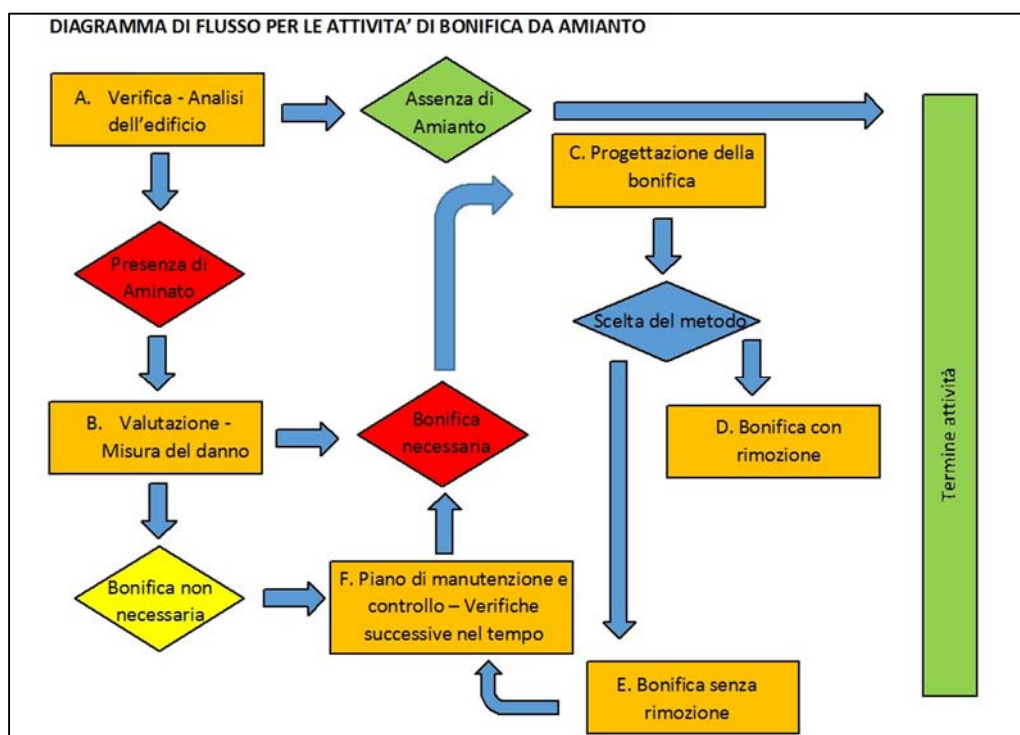 DIAGRAMMA DI FLUSSO PER LE ATTIVITA’ DI BONIFICA DA AMIANTO
A. Verifica - Analisi
dell’edificio
Assenza di
Amianto
C. Progettazione della
bonifica
Presenza di
Aminato
Scelta del metodo
B. Valutazione -
Misura del danno
Bonifica
necessaria
D. Bonifica con
rimozione
Bonifica non
necessaria
F. Piano di manutenzione e
controllo – Verifiche
successive nel tempo
E. Bonifica senza
rimozione
Termine attività